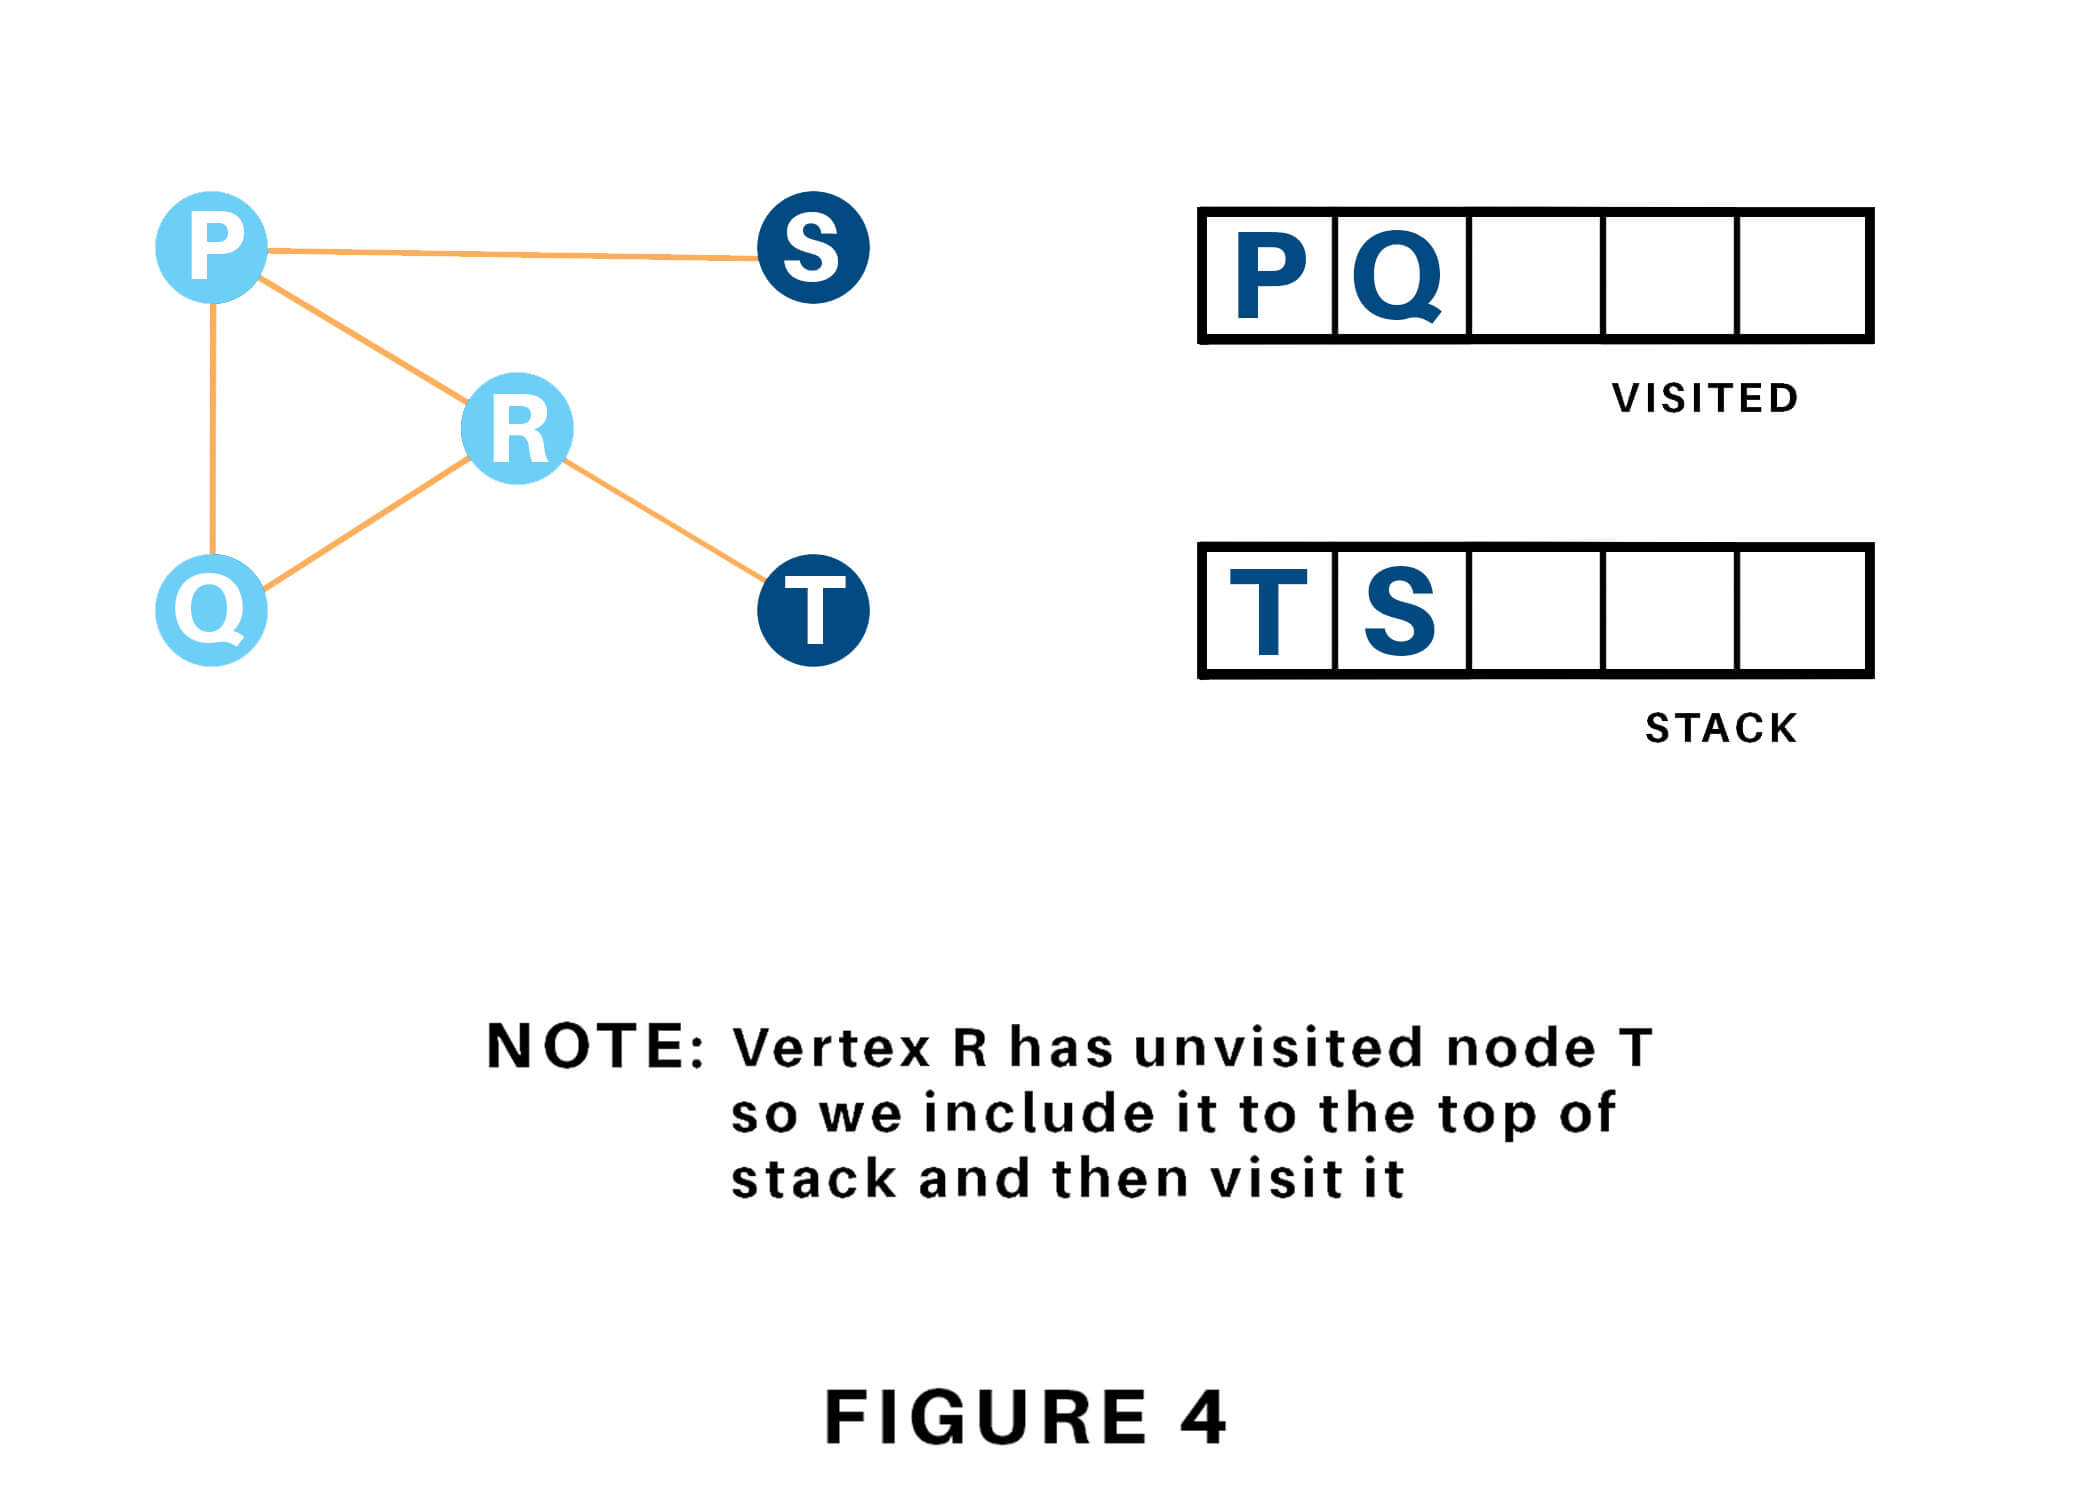 P
S
R
Q
T
P Q
VISITED
T S
STACK
NOTE: Vertex R has unvisited node T
so we include it to the top of
stack and then visit it
FIGURE 4